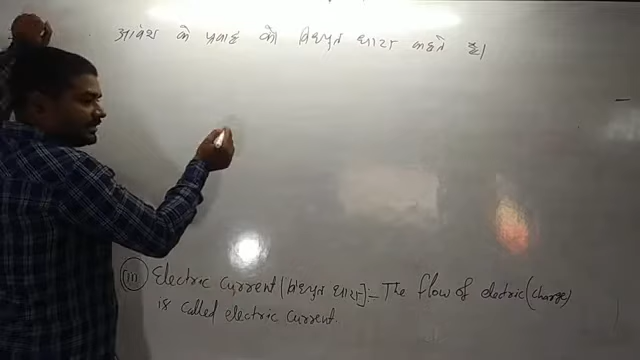 आवेश के प्रवाह को विद्युत धारा कहते है।
(iii) Electric Current (विद्युत धारा):- The flow of electric (charge)
is called electric current.